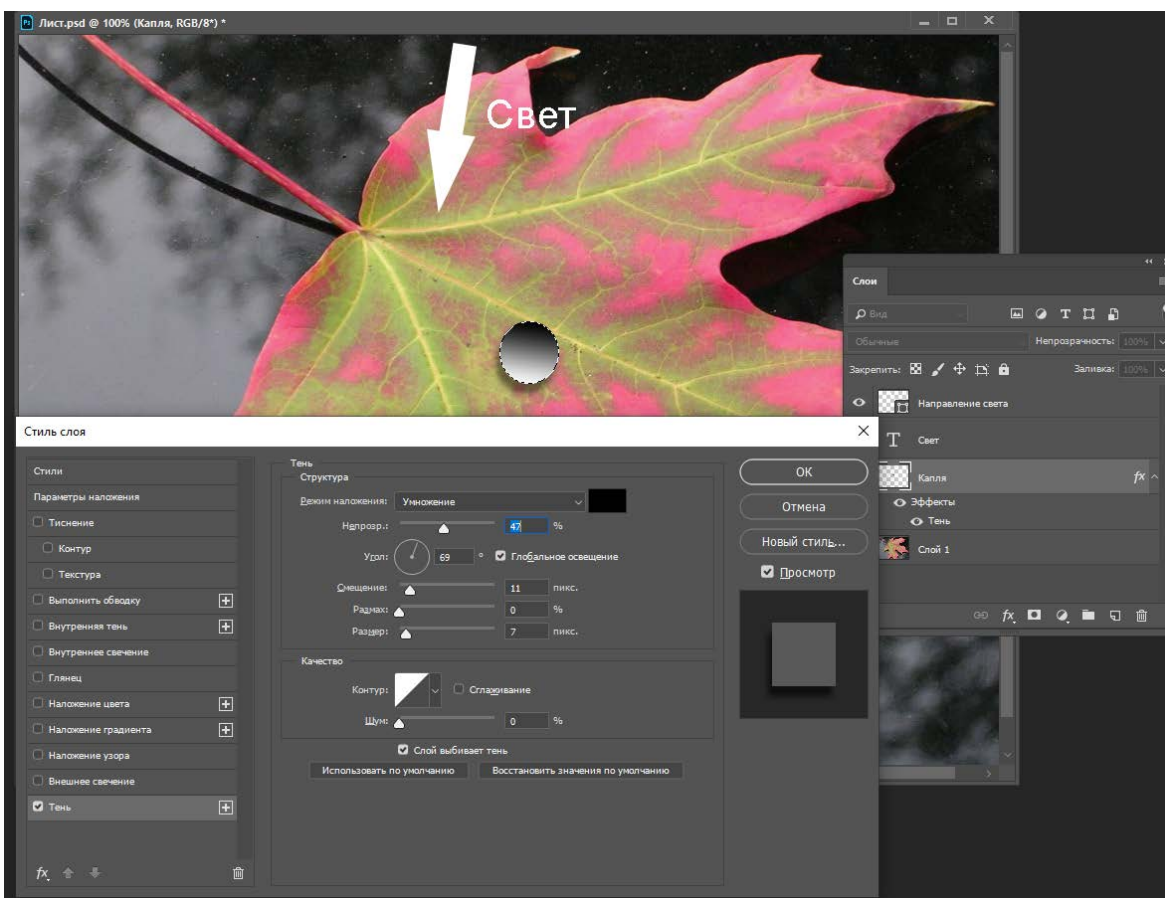 Лист.psd @ 100% (Капля, RGB/8*) *
Свет
Слои
Вид
Обычные
Непрозрачность: 100%
Закрепить:
Заливка: 100%
Направление света
Свет
Капля
fx
Эффекты
Тень
Слой 1
Стиль слоя
Стили
Параметры наложения
Тиснение
Контур
Текстура
Выполнить обводку
Внутренняя тень
Внутреннее свечение
Глянец
Наложение цвета
Наложение градиента
Наложение узора
Внешнее свечение
Тень
fx
Тень
Структура
Режим наложения: Умножение
Непрозр.: 47 %
Угол: 69 ° Глобальное освещение
Смещение: 11 пикс.
Размах: 0 %
Размер: 7 пикс.
Качество
Контур: Сглаживание
Шум: 0 %
Слой выбивает тень
Использовать по умолчанию Восстановить значения по умолчанию
ОК
Отмена
Новый стиль...
Просмотр
fx